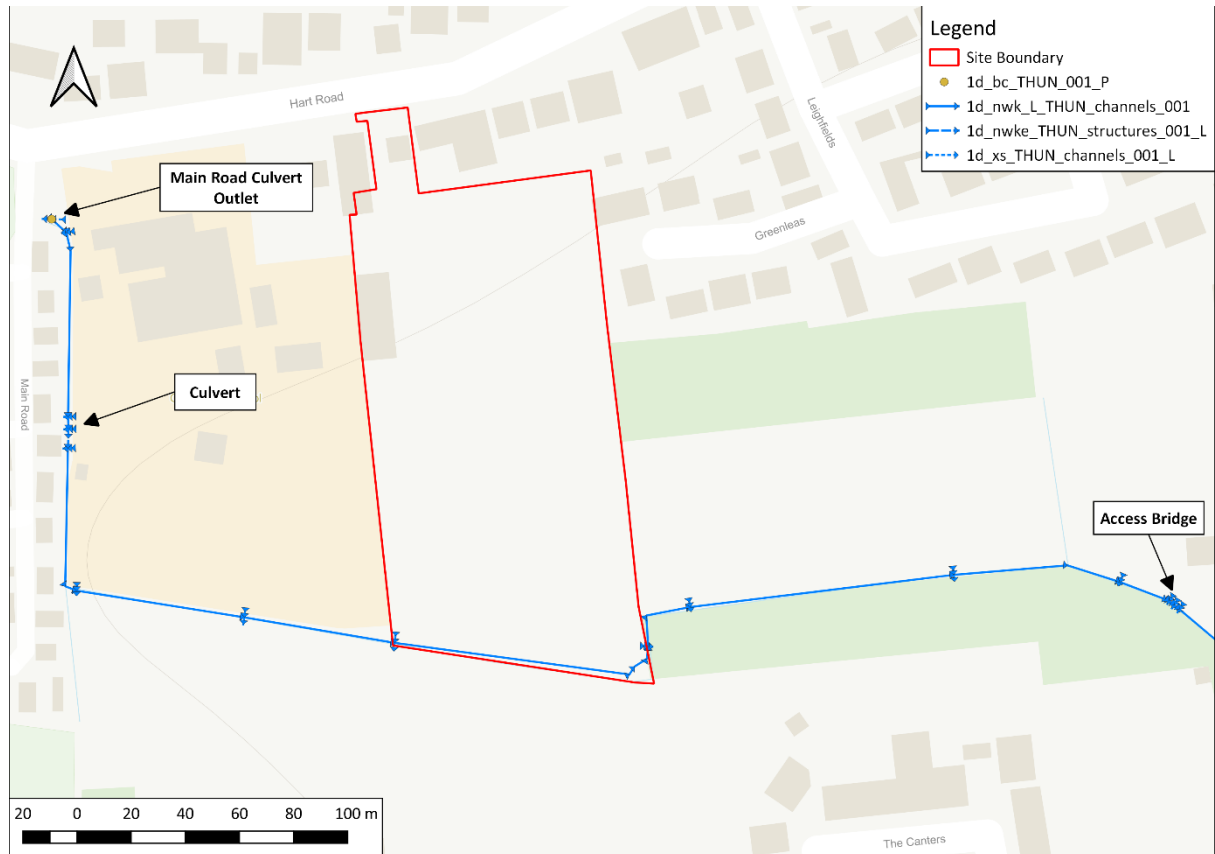 Legend
Site Boundary
1d_bc_THUN_001_P
1d_nwk_L_THUN_channels_001
1d_nwke_THUN_structures_001_L
1d_xs_THUN_channels_001_L
Hart Road
Leighfields
Main Road Culvert
Outlet
Greenleas
Main Road
Culvert
Access Bridge
20 0 20 40 60 80 100 m
The Canters